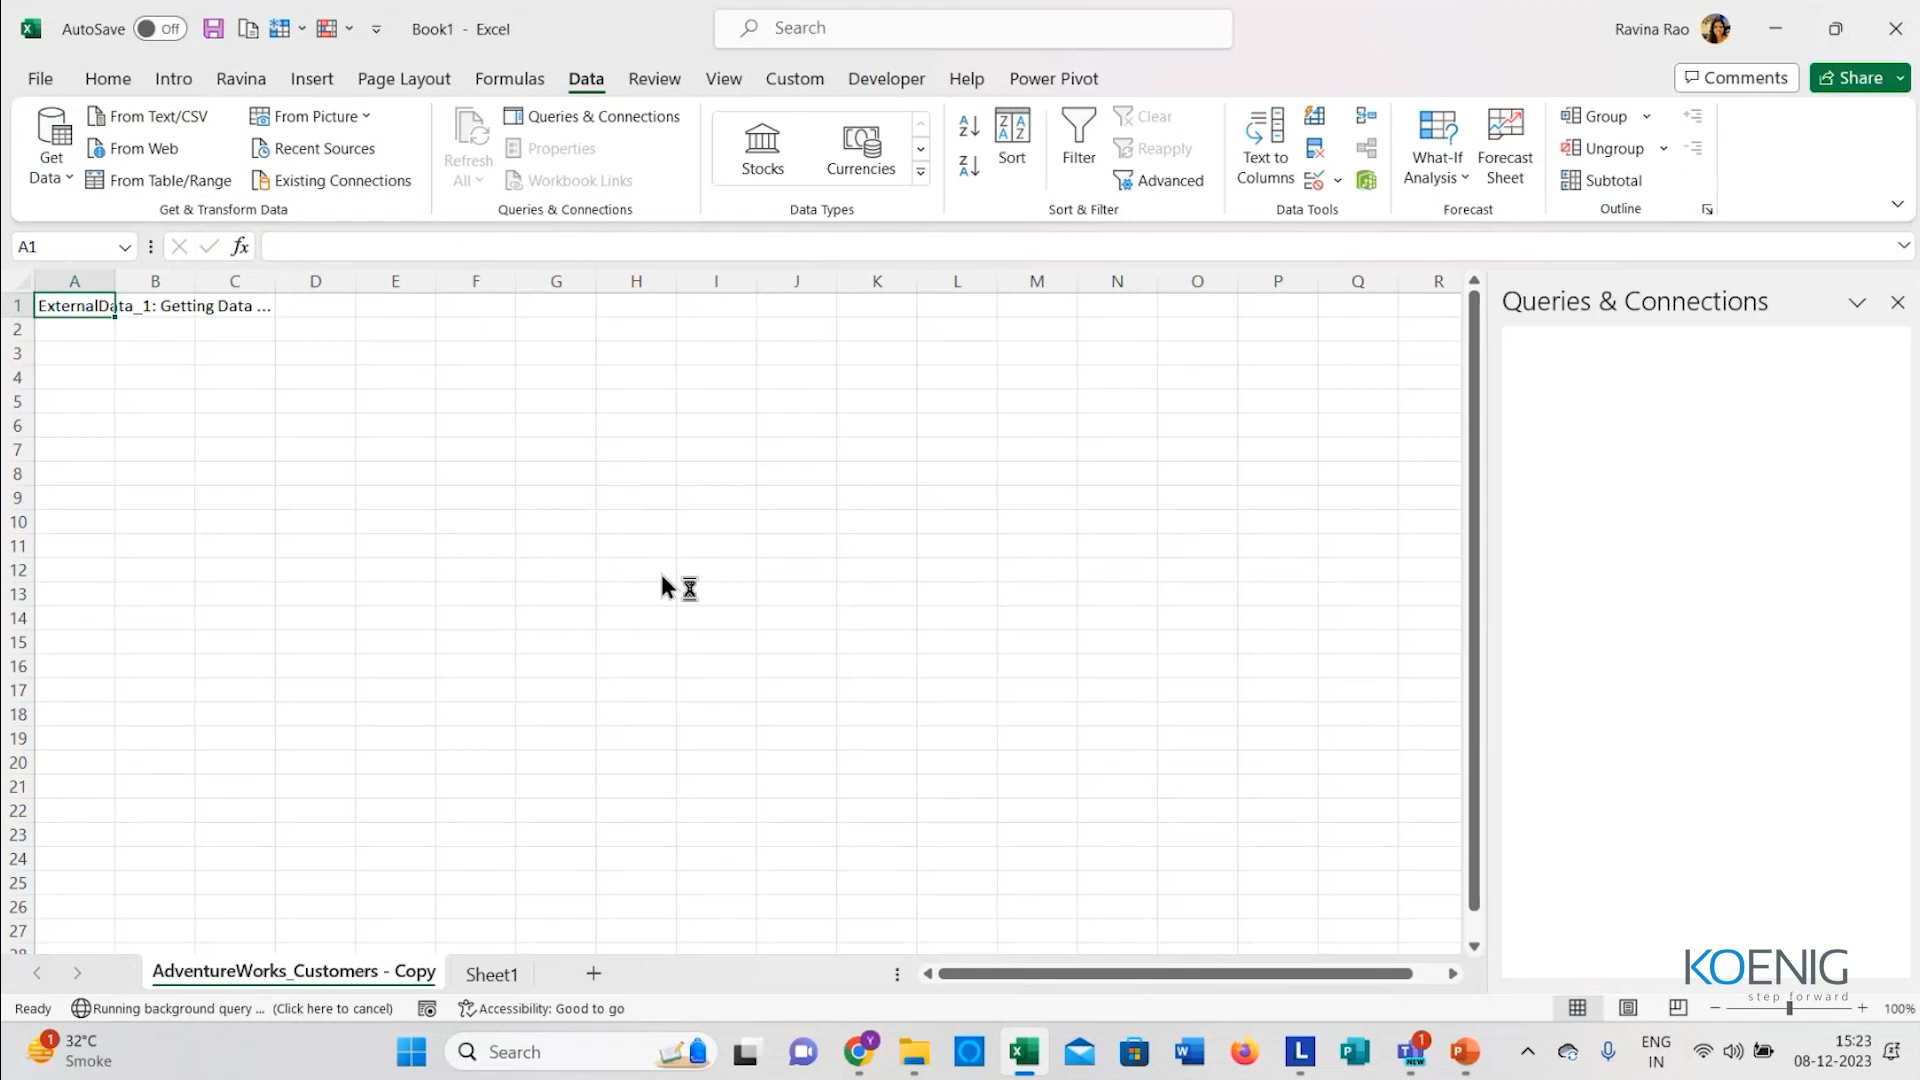 AutoSave Off Book1 - Excel Search Ravina Rao
File Home Intro Ravina Insert Page Layout Formulas Data Review View Custom Developer Help Power Pivot Comments Share
Get Data
From Text/CSV
From Web
From Table/Range
From Picture
Recent Sources
Existing Connections
Get & Transform Data
Refresh All
Queries & Connections
Properties
Workbook Links
Queries & Connections
Stocks
Currencies
Data Types
Sort
Filter
Clear
Reapply
Advanced
Sort & Filter
Text to
Columns
Data Tools
What-If
Analysis
Forecast
Sheet
Forecast
Group
Ungroup
Subtotal
Outline
A1 fx
A B C D E F G H I J K L M N O P Q R
1 ExternalData_1: Getting Data ...
2
3
4
5
6
7
8
9
10
11
12
13
14
15
16
17
18
19
20
21
22
23
24
25
26
27
28
Queries & Connections
KOENIG
step forward
AdventureWorks_Customers - Copy Sheet1
Ready Running background query ... (Click here to cancel) Accessibility: Good to go 100%
1 32°C
Smoke
Search
Y
L
1
NEW
ENG
IN
15:23
08-12-2023